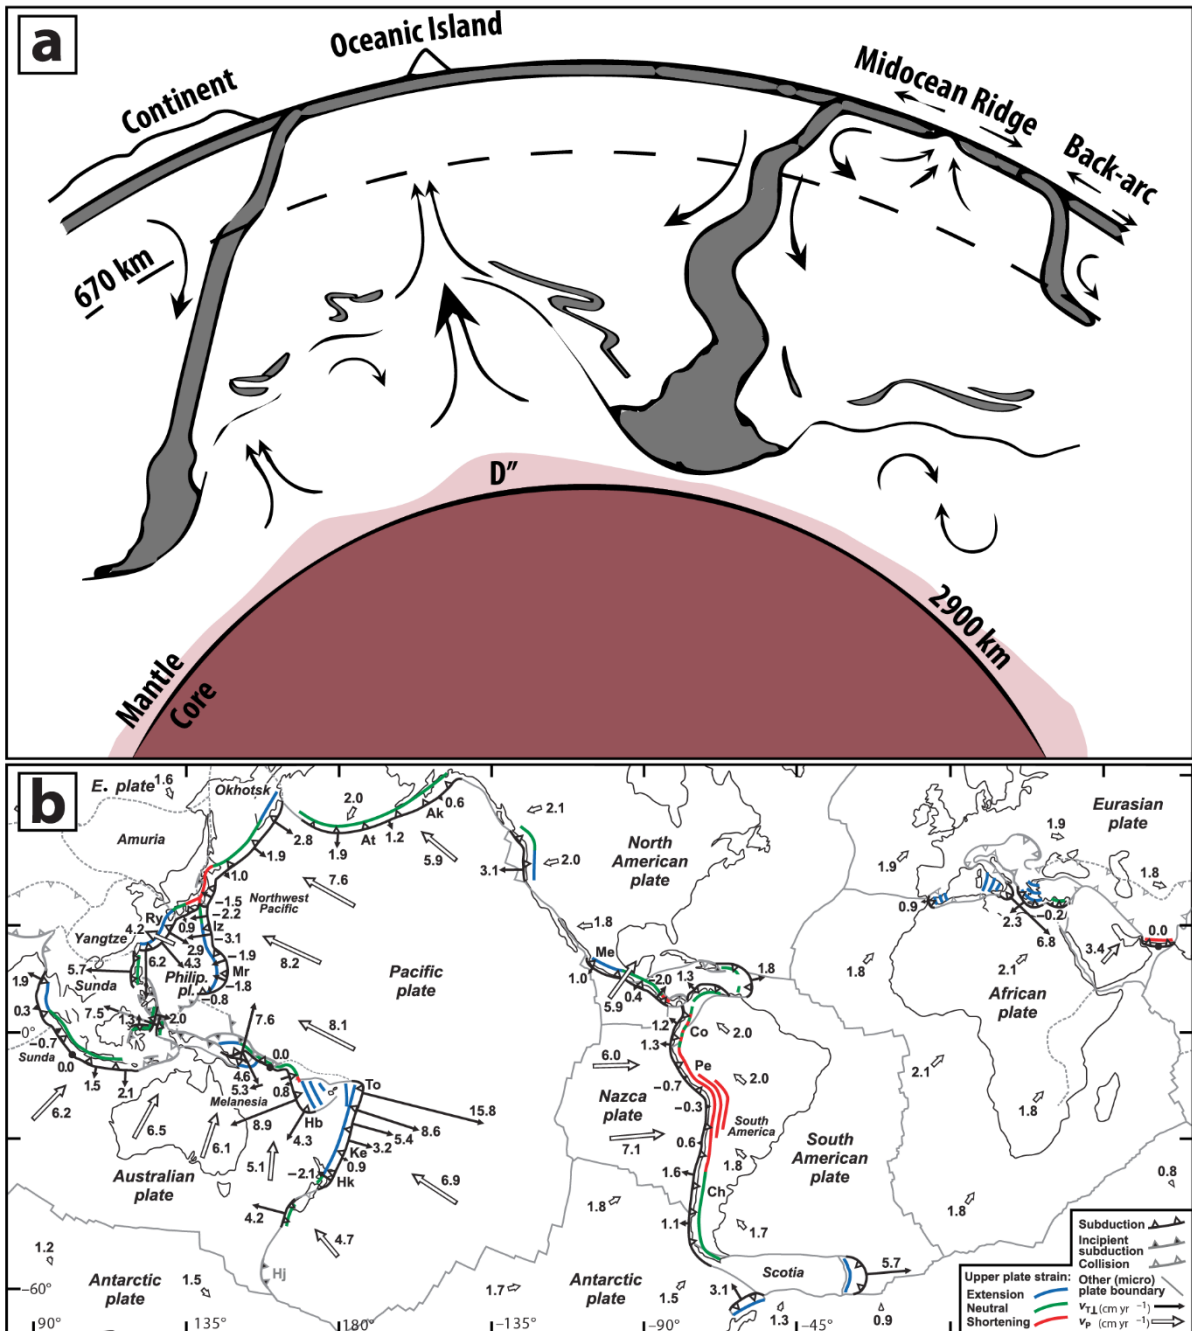 a
Oceanic Island
Continent
Midocean Ridge
Back-arc
670 km
D″
2900 km
Mantle
Core
b
E. plate
1.6
Okhotsk
Amuria
2.0
0.6
Ak
At
1.2
2.8
1.9
1.9
5.9
2.1
North
American
plate
2.0
3.1
1.0
7.6
Northwest
Pacific
Eurasian
plate
1.9
1.9
1.8
0.9
2.3
-0.2
6.8
0.0
3.4
Ry
-1.5
-2.2
0.9
Iz
4.2
-3.1
2.9
Yangtze
6.2
4.3
-1.9
8.2
Philip.
pl.
Mr
-1.8
-0.8
5.7
Sunda
1.9
7.5
1.3
2.0
7.6
Pacific
plate
1.8
Me
1.0
5.9
0.4
-2.0
1.3
1.8
1.8
2.1
African
plate
0.3
0°
-0.7
Sunda
0.0
1.5
2.1
8.1
0.0
4.6
5.3
Melanesia
0.8
To
1.2
Co
1.3
2.0
6.0
Pe
-0.7
2.0
Nazca
plate
-0.3
2.1
1.8
6.2
6.5
6.1
8.9
Hb
4.3
15.8
8.6
5.4
3.2
Ke
0.9
South
America
0.6
7.1
1.8
South
American
plate
5.1
-2.1
Hk
6.9
1.6
Ch
Australian
plate
4.2
4.7
1.8
1.1
1.7
1.8
0.8
1.2
Hj
Antarctic
plate
1.5
-60°
1.7
Antarctic
plate
1.5
3.1
Scotia
5.7
1.3
0.9
Subduction
Incipient
subduction
Collision
Upper plate strain:
Extension
Neutral
Shortening
Other (micro)
plate boundary
vT⊥ (cm yr −1)
vP (cm yr −1)
90°
135°
180°
−135°
−90°
−45°
0°
45°